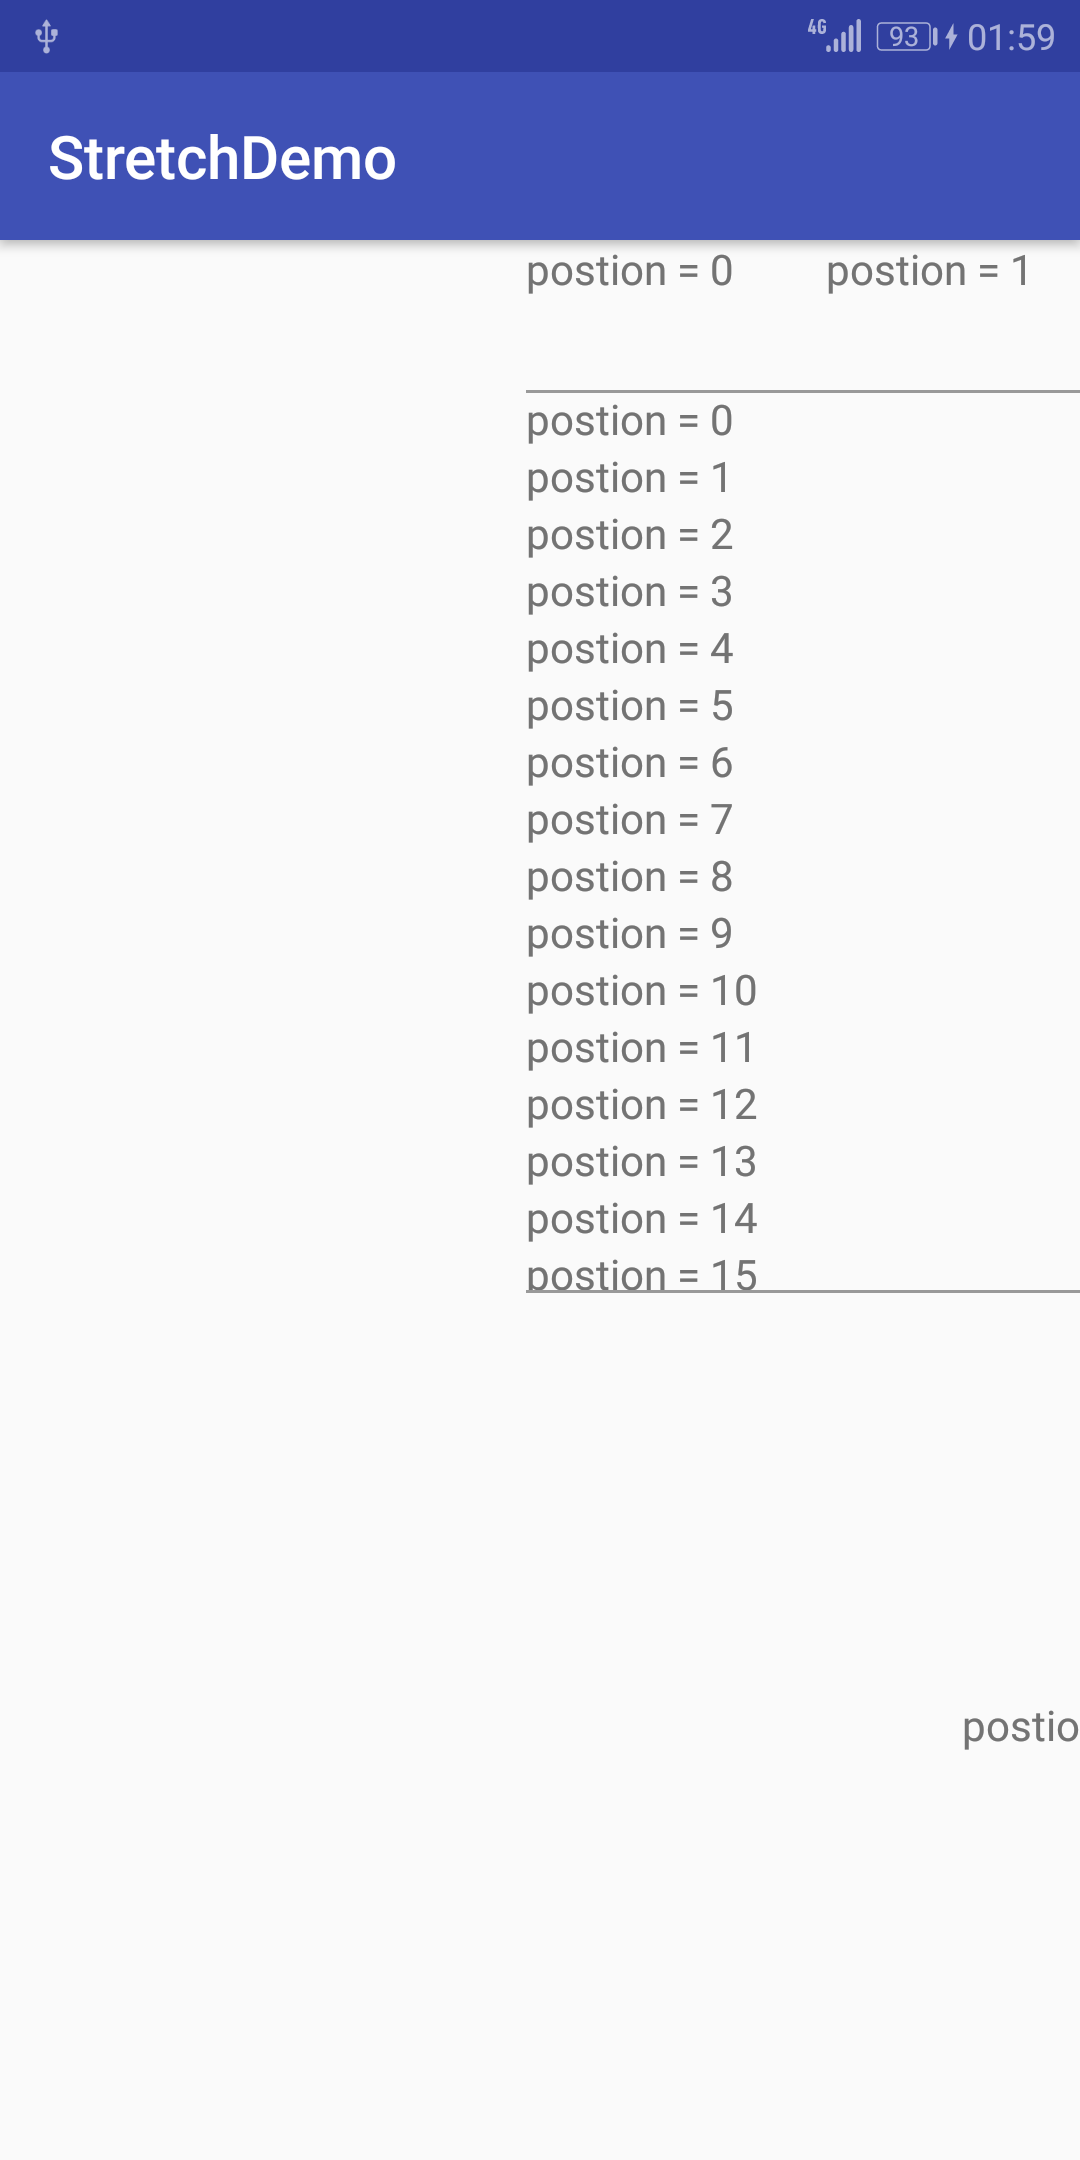 4G 93 01:59
StretchDemo
postion = 0 postion = 1
postion = 0
postion = 1
postion = 2
postion = 3
postion = 4
postion = 5
postion = 6
postion = 7
postion = 8
postion = 9
postion = 10
postion = 11
postion = 12
postion = 13
postion = 14
postion = 15
postio